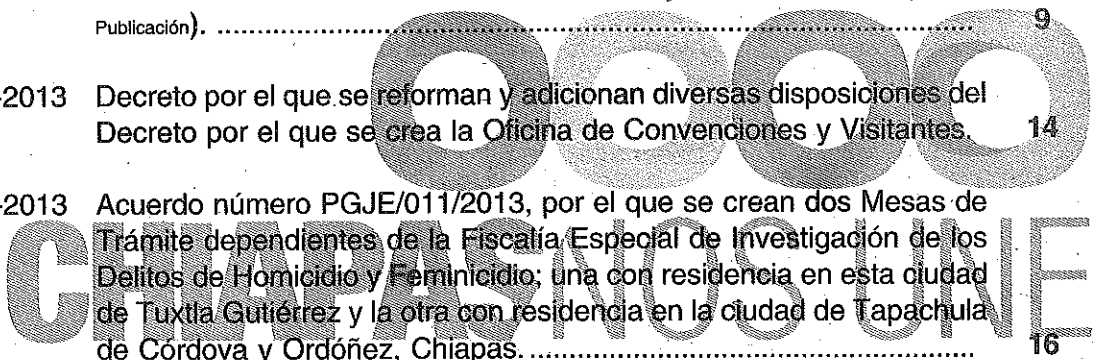 Publicación). ........................................................................ 9
-2013 Decreto por el que se reforman y adicionan diversas disposiciones del
Decreto por el que se crea la Oficina de Convenciones y Visitantes. 14
-2013 Acuerdo número PGJE/011/2013, por el que se crean dos Mesas de
Trámite dependientes de la Fiscalía Especial de Investigación de los
Delitos de Homicidio y Feminicidio; una con residencia en esta ciudad
de Tuxtla Gutiérrez y la otra con residencia en la ciudad de Tapachula
de Córdova y Ordóñez, Chiapas. ........................................................ 16
CHIAPAS NOS UNE